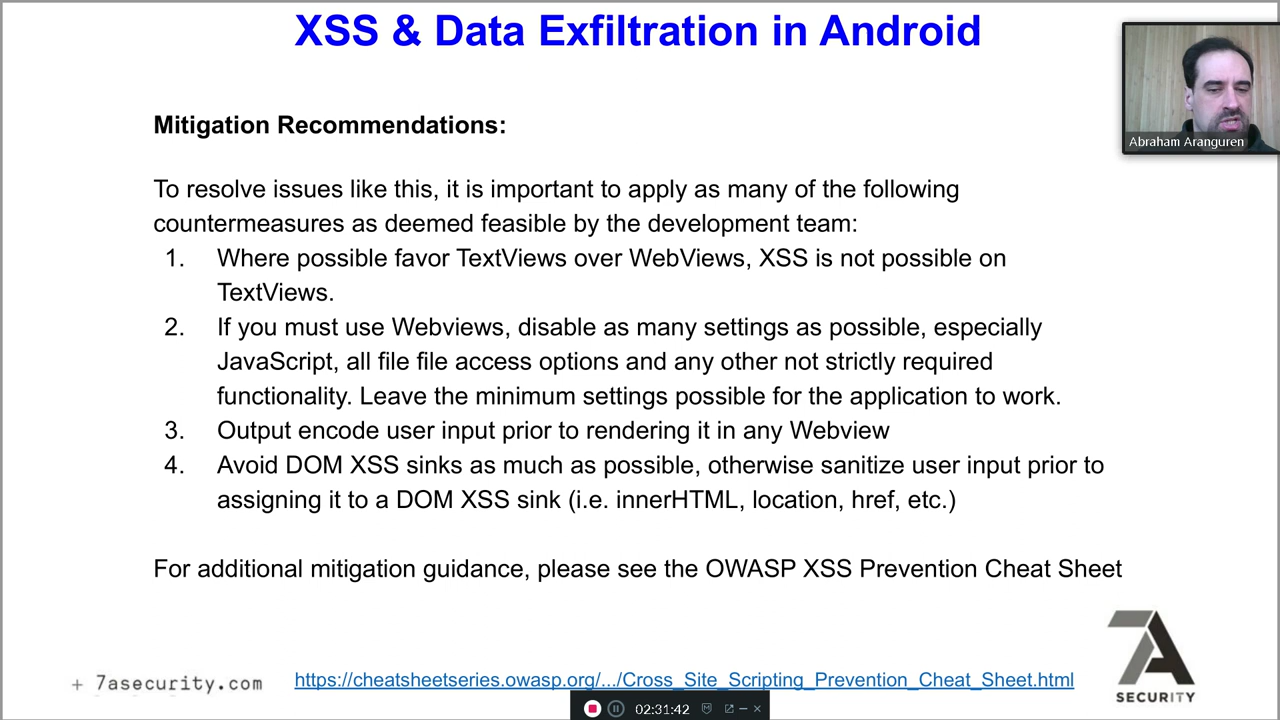 XSS & Data Exfiltration in Android
Abraham Aranguren
Mitigation Recommendations:
To resolve issues like this, it is important to apply as many of the following
countermeasures as deemed feasible by the development team:
1. Where possible favor TextViews over WebViews, XSS is not possible on
TextViews.
2. If you must use Webviews, disable as many settings as possible, especially
JavaScript, all file file access options and any other not strictly required
functionality. Leave the minimum settings possible for the application to work.
3. Output encode user input prior to rendering it in any Webview
4. Avoid DOM XSS sinks as much as possible, otherwise sanitize user input prior to
assigning it to a DOM XSS sink (i.e. innerHTML, location, href, etc.)
For additional mitigation guidance, please see the OWASP XSS Prevention Cheat Sheet
+ 7asecurity.com
https://cheatsheetseries.owasp.org/.../Cross_Site_Scripting_Prevention_Cheat_Sheet.html
7A
SECURITY
02:31:42